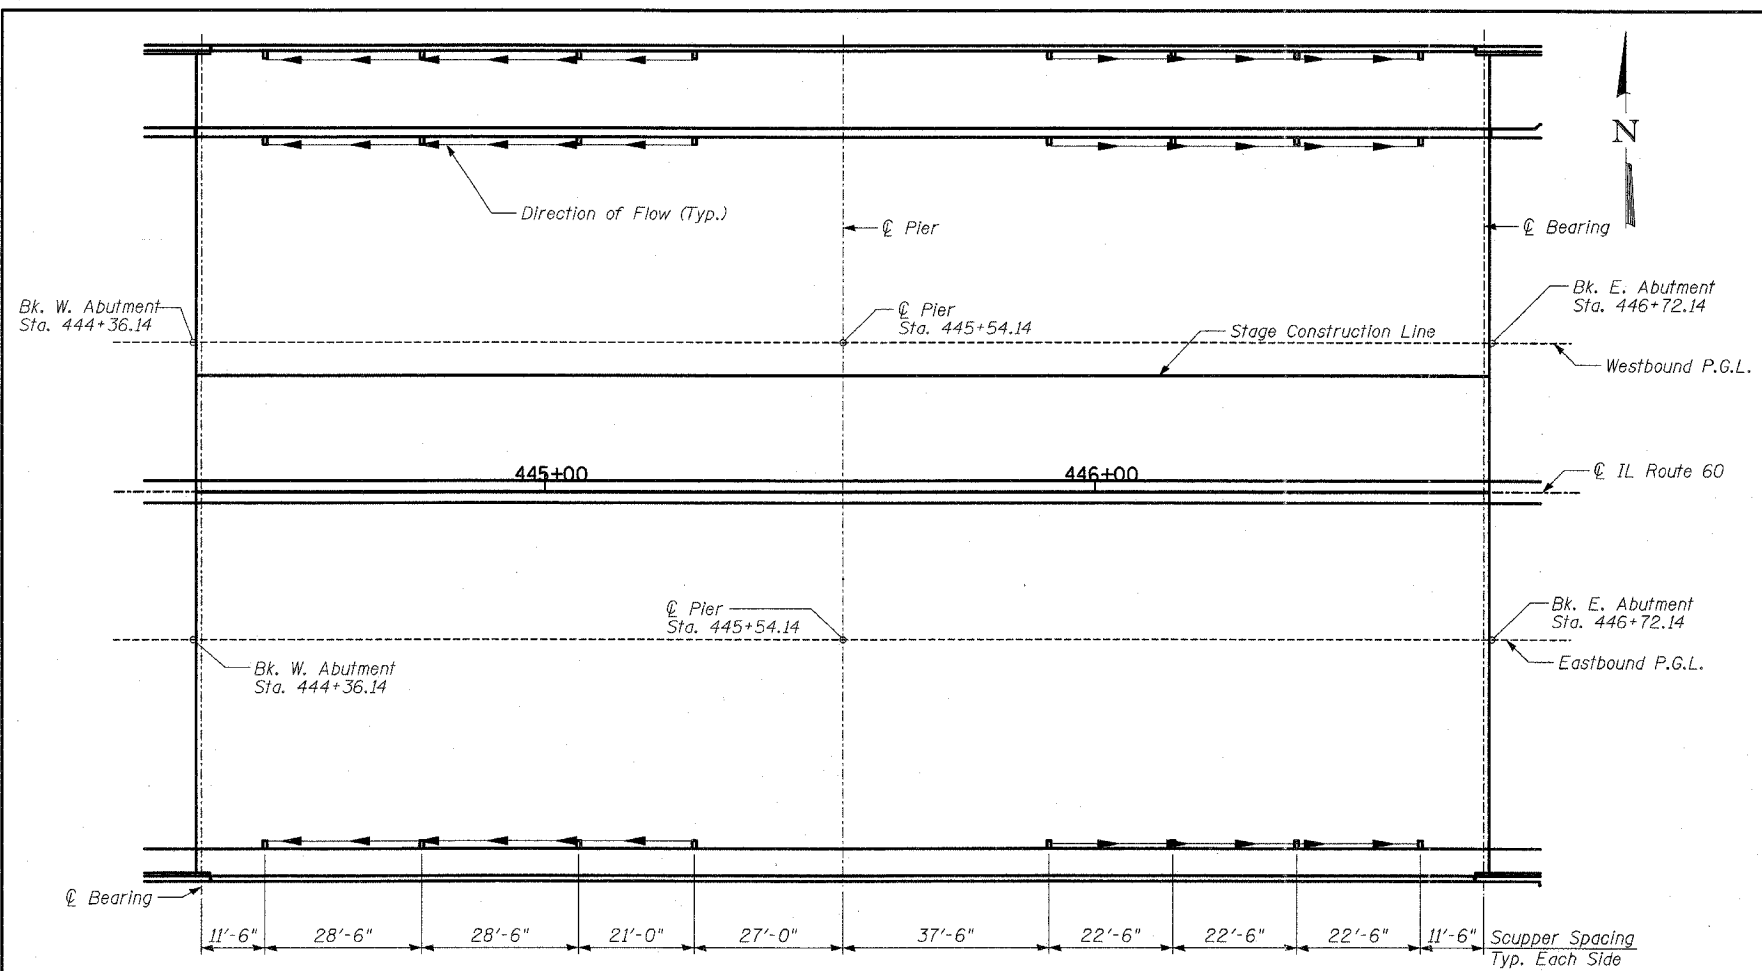 N
Direction of Flow (Typ.)
℄ Pier
℄ Bearing
Bk. W. Abutment
Sta. 444+36.14
℄ Pier
Sta. 445+54.14
Bk. E. Abutment
Sta. 446+72.14
Stage Construction Line
Westbound P.G.L.
445+00
446+00
℄ IL Route 60
℄ Pier
Sta. 445+54.14
Bk. E. Abutment
Sta. 446+72.14
Bk. W. Abutment
Sta. 444+36.14
Eastbound P.G.L.
℄ Bearing
11'-6" 28'-6" 28'-6" 21'-0" 27'-0" 37'-6" 22'-6" 22'-6" 22'-6" 11'-6" Scupper Spacing
Typ. Each Side